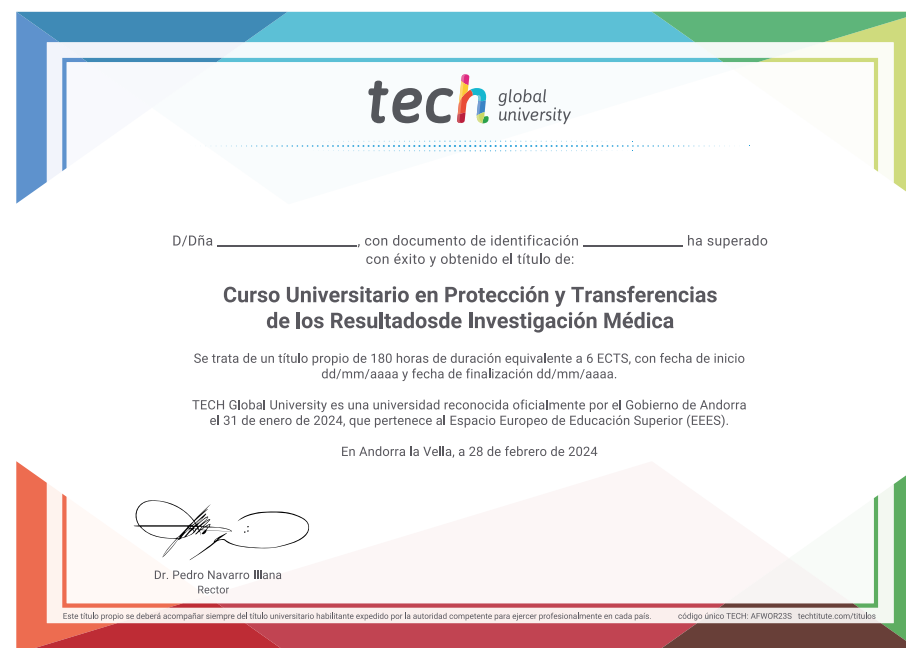 tech global university
D/Dña ______________, con documento de identificación __________ ha superado
con éxito y obtenido el título de:
Curso Universitario en Protección y Transferencias
de los Resultadosde Investigación Médica
Se trata de un título propio de 180 horas de duración equivalente a 6 ECTS, con fecha de inicio
dd/mm/aaaa y fecha de finalización dd/mm/aaaa.
TECH Global University es una universidad reconocida oficialmente por el Gobierno de Andorra
el 31 de enero de 2024, que pertenece al Espacio Europeo de Educación Superior (EEES).
En Andorra la Vella, a 28 de febrero de 2024
Dr. Pedro Navarro Illana
Rector
Este título propio se deberá acompañar siempre del título universitario habilitante expedido por la autoridad competente para ejercer profesionalmente en cada país. código único TECH: AFWOR23S techtitute.com/titulos